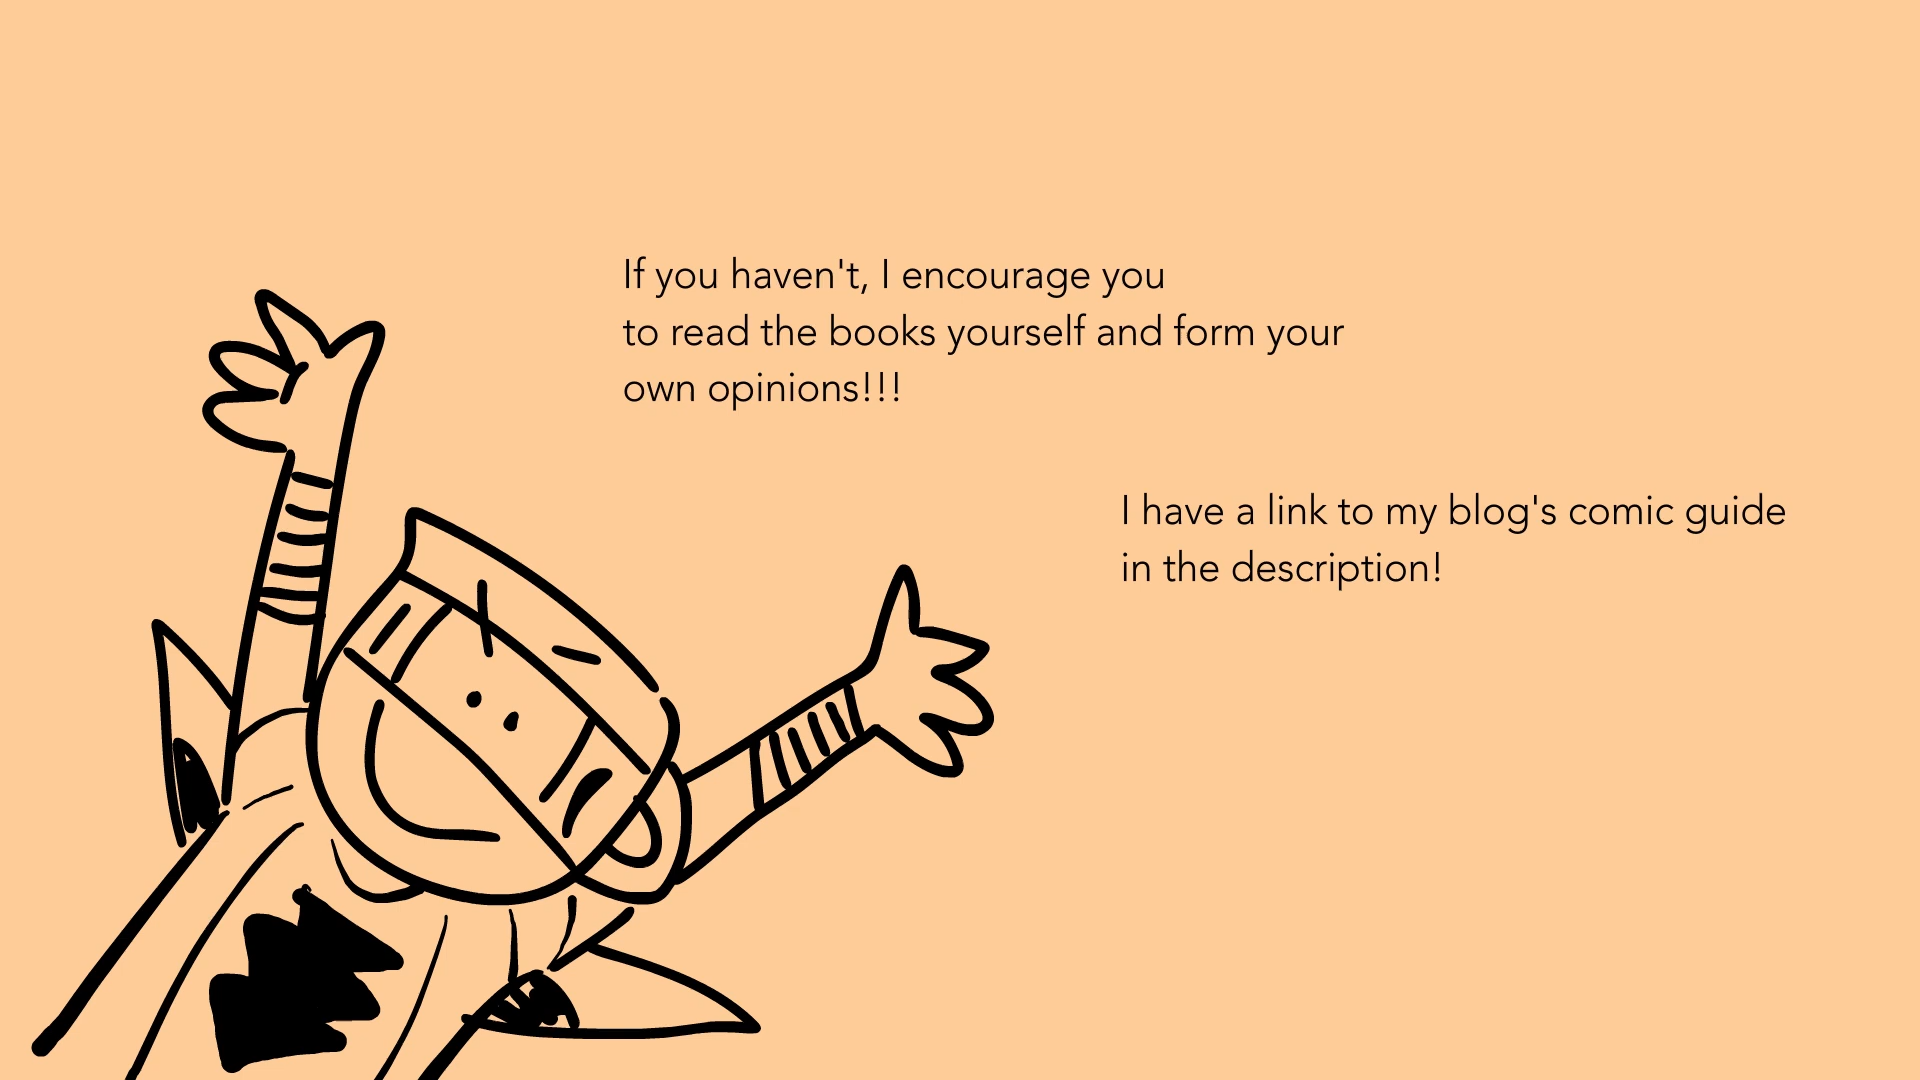 If you haven't, I encourage you
to read the books yourself and form your
own opinions!!!
I have a link to my blog's comic guide
in the description!